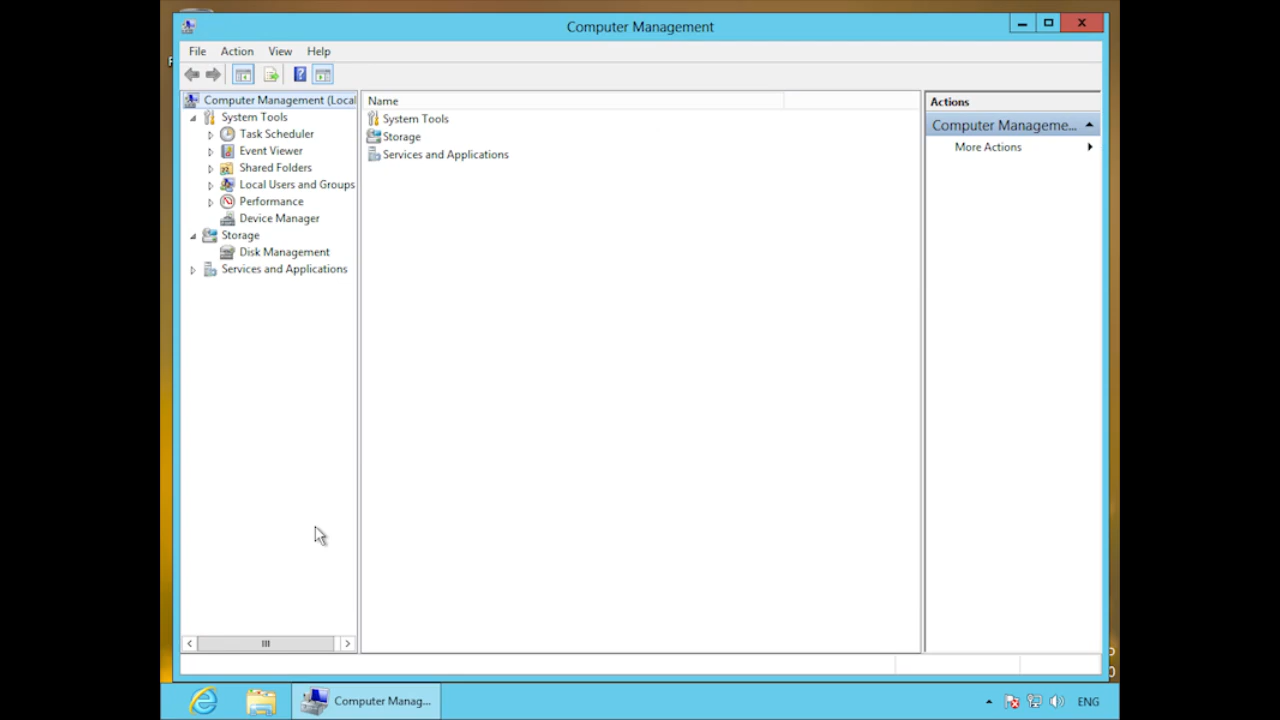 Computer Management
File Action View Help
Computer Management (Local
System Tools
Task Scheduler
Event Viewer
Shared Folders
Local Users and Groups
Performance
Device Manager
Storage
Disk Management
Services and Applications
Name
System Tools
Storage
Services and Applications
Actions
Computer Manageme...
More Actions
Computer Manag...
ENG